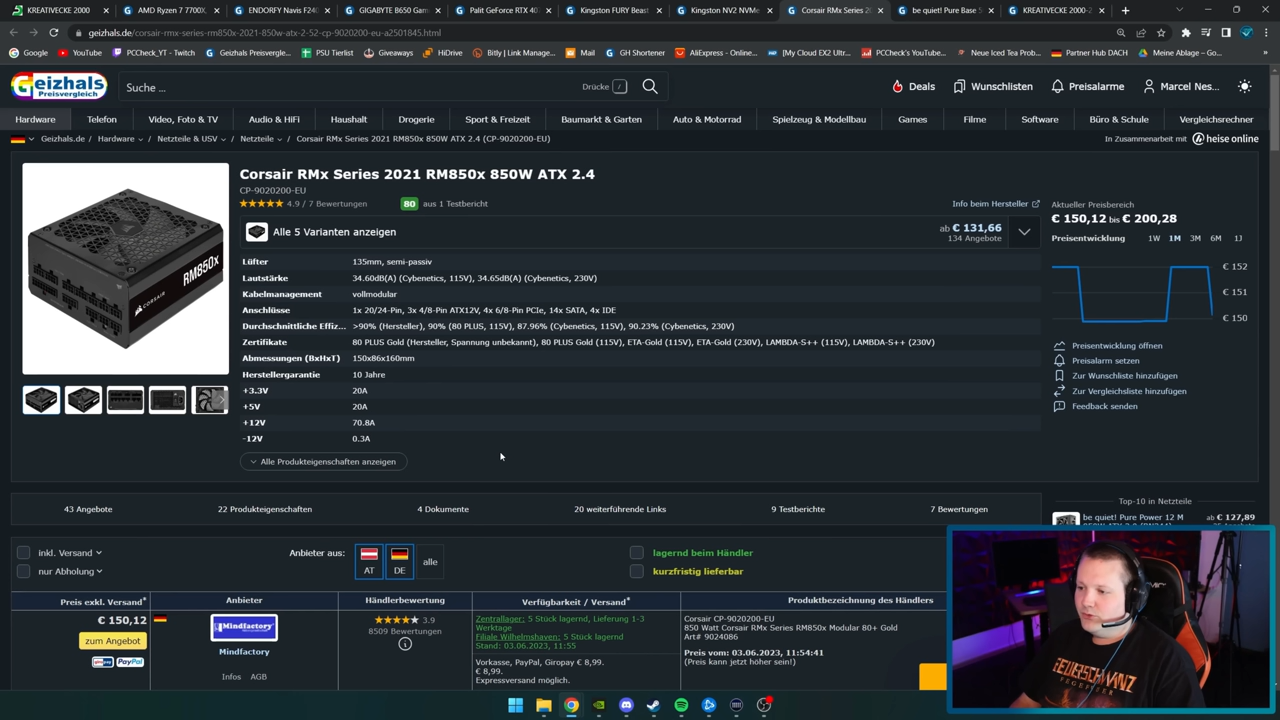 KREATIVECKE 2000
AMD Ryzen 7 7700X,
ENDORFY Navis F240
GIGABYTE B650 Gam
Palit GeForce RTX 407
Kingston FURY Beast
Kingston NV2 NVMe
Corsair RMx Series 20
be quiet! Pure Base 5
KREATIVECKE 2000-2
geizhals.de/corsair-rmx-series-rm850x-2021-850w-atx-2-52-cp-9020200-eu-a2501845.html
Google
YouTube
PCCheck_YT - Twitch
Geizhals Preisvergle...
PSU Tierlist
Giveaways
HiDrive
Bitly | Link Manage...
Mail
GH Shortener
AliExpress - Online...
[My Cloud EX2 Ultr...
PCCheck's YouTube...
Neue Iced Tea Prob...
Partner Hub DACH
Meine Ablage – Go...
Geizhals
Preisvergleich
Suche ...
Drücke /
Deals
Wunschlisten
Preisalarme
Marcel Nes...
Hardware
Telefon
Video, Foto & TV
Audio & HiFi
Haushalt
Drogerie
Sport & Freizeit
Baumarkt & Garten
Auto & Motorrad
Spielzeug & Modellbau
Games
Filme
Software
Büro & Schule
Vergleichsrechner
Geizhals.de / Hardware / Netzteile & USV / Netzteile / Corsair RMx Series 2021 RM850x 850W ATX 2.4 (CP-9020200-EU)
In Zusammenarbeit mit heise online
Corsair RMx Series 2021 RM850x 850W ATX 2.4
CP-9020200-EU
4.9 / 7 Bewertungen
80 aus 1 Testbericht
Info beim Hersteller
Alle 5 Varianten anzeigen
ab € 131,66
134 Angebote
CORSAIR
RM850x
Lüfter 135mm, semi-passiv
Lautstärke 34.60dB(A) (Cybenetics, 115V), 34.65dB(A) (Cybenetics, 230V)
Kabelmanagement vollmodular
Anschlüsse 1x 20/24-Pin, 3x 4/8-Pin ATX12V, 4x 6/8-Pin PCIe, 14x SATA, 4x IDE
Durchschnittliche Effiz... >90% (Hersteller), 90% (80 PLUS, 115V), 87.96% (Cybenetics, 115V), 90.23% (Cybenetics, 230V)
Zertifikate 80 PLUS Gold (Hersteller, Spannung unbekannt), 80 PLUS Gold (115V), ETA-Gold (115V), ETA-Gold (230V), LAMBDA-S++ (115V), LAMBDA-S++ (230V)
Abmessungen (BxHxT) 150x86x160mm
Herstellergarantie 10 Jahre
+3.3V 20A
+5V 20A
+12V 70.8A
-12V 0.3A
Alle Produkteigenschaften anzeigen
Aktueller Preisbereich
€ 150,12 bis € 200,28
Preisentwicklung 1W 1M 3M 6M 1J
€ 152
€ 151
€ 150
Preisentwicklung öffnen
Preisalarm setzen
Zur Wunschliste hinzufügen
Zur Vergleichsliste hinzufügen
Feedback senden
43 Angebote
22 Produkteigenschaften
4 Dokumente
20 weiterführende Links
9 Testberichte
7 Bewertungen
Top-10 in Netzteile
be quiet! Pure Power 12 M
ab € 127,89
inkl. Versand
nur Abholung
Anbieter aus:
AT
DE
alle
lagernd beim Händler
kurzfristig lieferbar
Preis exkl. Versand*
Anbieter
Händlerbewertung
Verfügbarkeit / Versand*
Produktbezeichnung des Händlers
€ 150,12
zum Angebot
PayPal
Mindfactory
Mindfactory
Infos AGB
3.9
8509 Bewertungen
Zentrallager: 5 Stück lagernd, Lieferung 1-3
Werktage
Filiale Wilhelmshaven: 5 Stück lagernd
Stand: 03.06.2023, 11:55
Vorkasse, PayPal, Giropay € 8,99.
€ 8,99.
Expressversand möglich.
Corsair CP-9020200-EU
850 Watt Corsair RMx Series RM850x Modular 80+ Gold
Art# 9024086
Preis vom: 03.06.2023, 11:54:41
(Preis kann jetzt höher sein!)
FEUERSCHWANZ